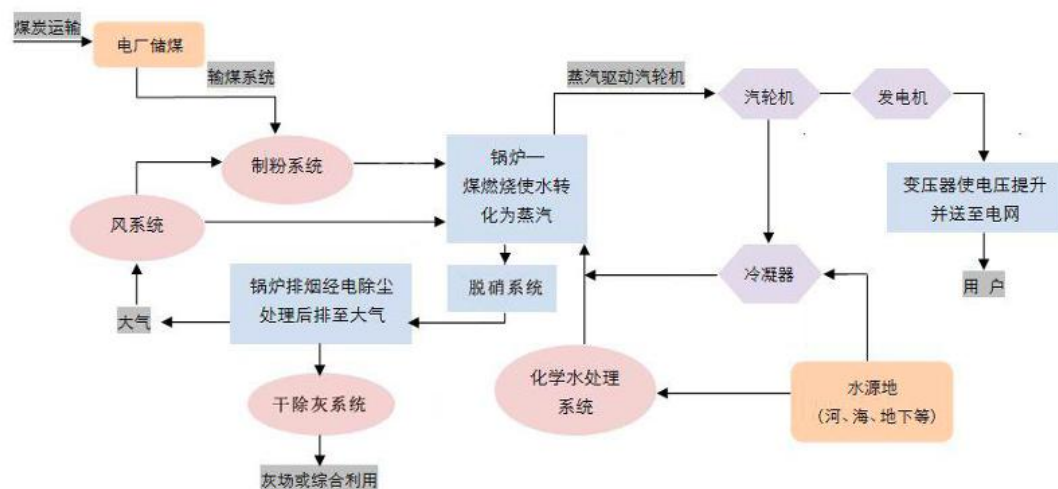 煤炭运输
电厂储煤
输煤系统
蒸汽驱动汽轮机
汽轮机
发电机
制粉系统
锅炉—
煤燃烧使水转
化为蒸汽
变压器使电压提升
并送至电网
风系统
脱硝系统
冷凝器
用 户
锅炉排烟经电除尘
处理后排至大气
大气
化学水处理
系统
水源地
（河、海、地下等）
干除灰系统
灰场或综合利用